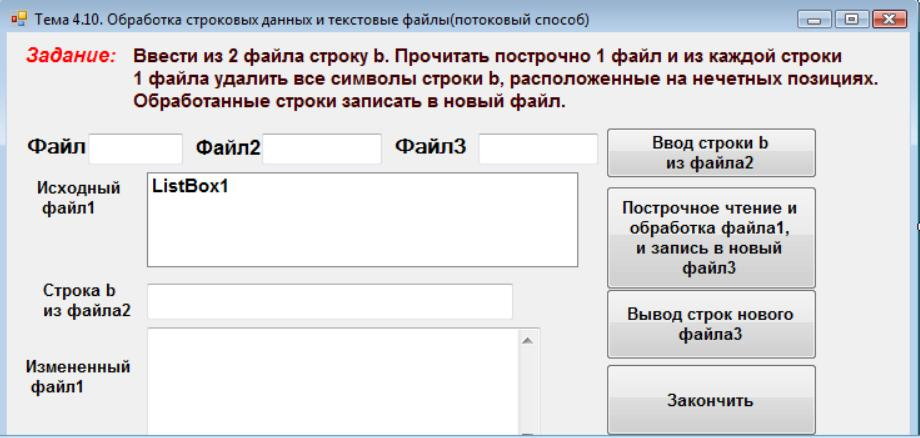 Тема 4.10. Обработка строковых данных и текстовые файлы(потоковый способ)
Задание: Ввести из 2 файла строку b. Прочитать построчно 1 файл и из каждой строки
1 файла удалить все символы строки b, расположенные на нечетных позициях.
Обработанные строки записать в новый файл.
Файл Файл2 Файл3
Ввод строки b
из файла2
Исходный
файл1
ListBox1
Построчное чтение и
обработка файла1,
и запись в новый
файл3
Строка b
из файла2
Вывод строк нового
файла3
Измененный
файл1
Закончить